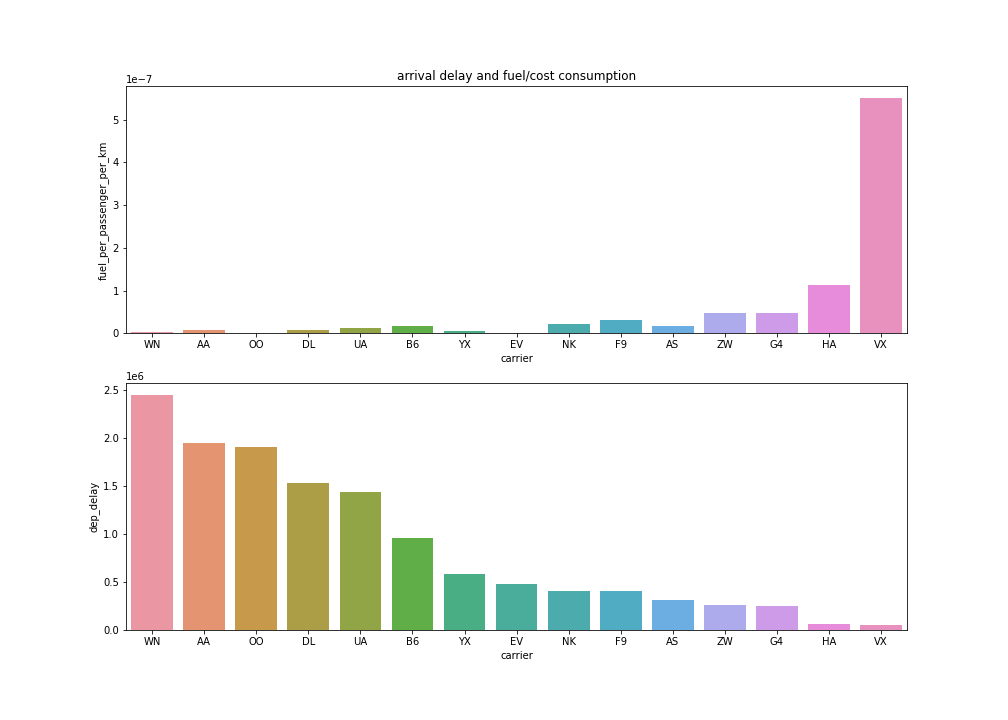 arrival delay and fuel/cost consumption
1e−7
fuel_per_passenger_per_km
5
4
3
2
1
0
WN AA OO DL UA B6 YX EV NK F9 AS ZW G4 HA VX
carrier
1e6
dep_delay
2.5
2.0
1.5
1.0
0.5
0.0
WN AA OO DL UA B6 YX EV NK F9 AS ZW G4 HA VX
carrier